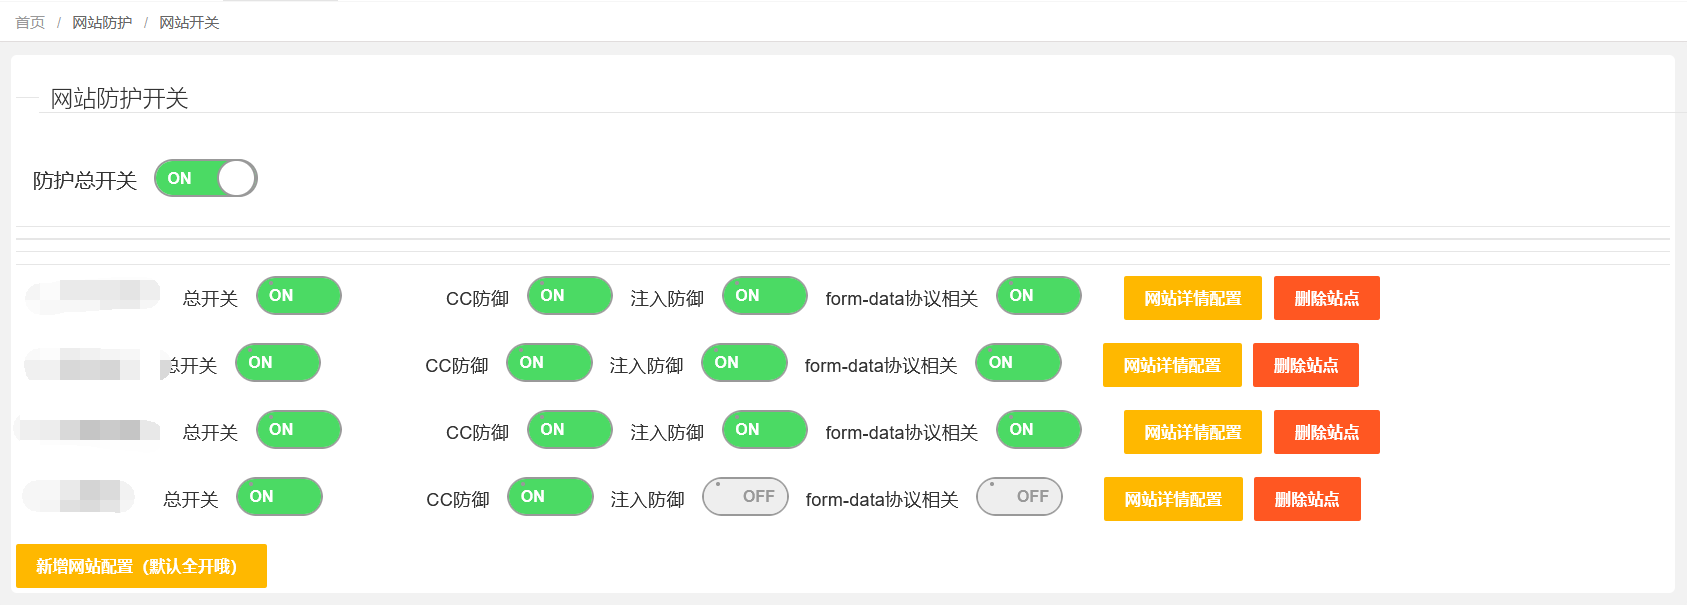 首页 / 网站防护 / 网站开关
网站防护开关
防护总开关 ON
总开关 ON CC防御 ON 注入防御 ON form-data协议相关 ON 网站详情配置 删除站点
总开关 ON CC防御 ON 注入防御 ON form-data协议相关 ON 网站详情配置 删除站点
总开关 ON CC防御 ON 注入防御 ON form-data协议相关 ON 网站详情配置 删除站点
总开关 ON CC防御 ON 注入防御 OFF form-data协议相关 OFF 网站详情配置 删除站点
新增网站配置（默认全开哦）